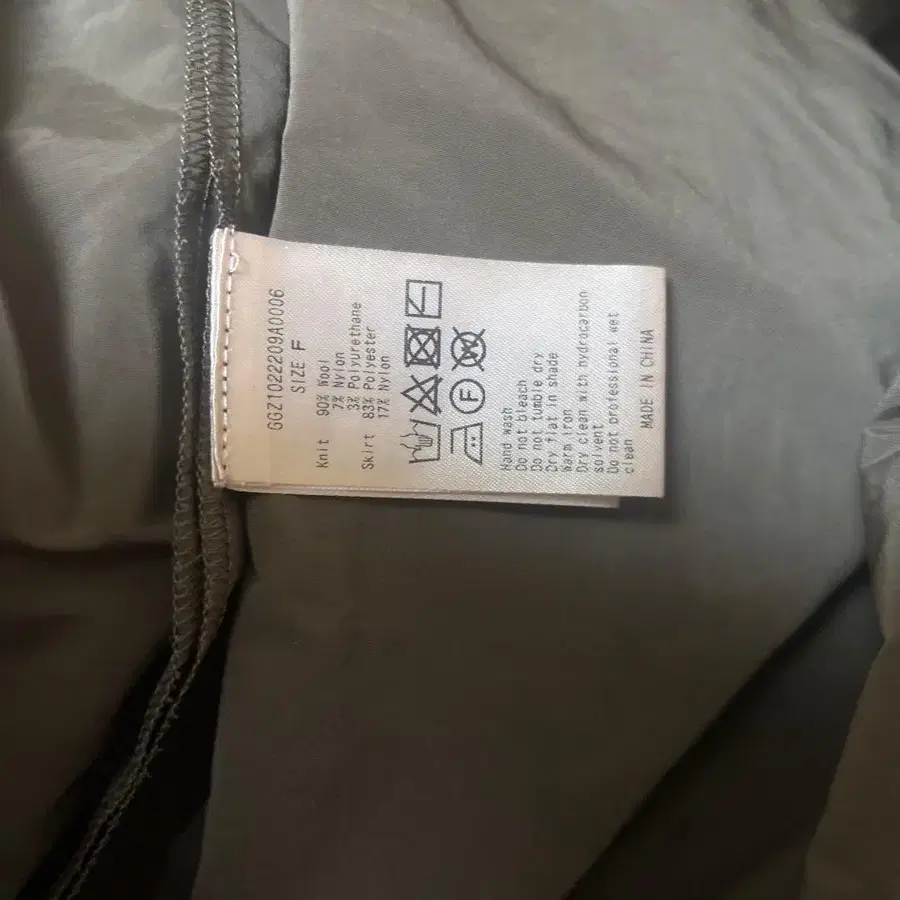 GGZ1022209A0006
SIZE F
Knit 90% Wool
7% Nylon
3% Polyurethane
Skirt 83% Polyester
17% Nylon
F
W
Hand wash
Do not bleach
Do not tumble dry
Dry flat in shade
Warm iron
Dry clean with hydrocarbon
solvent
Do not professional wet
clean
MADE IN CHINA